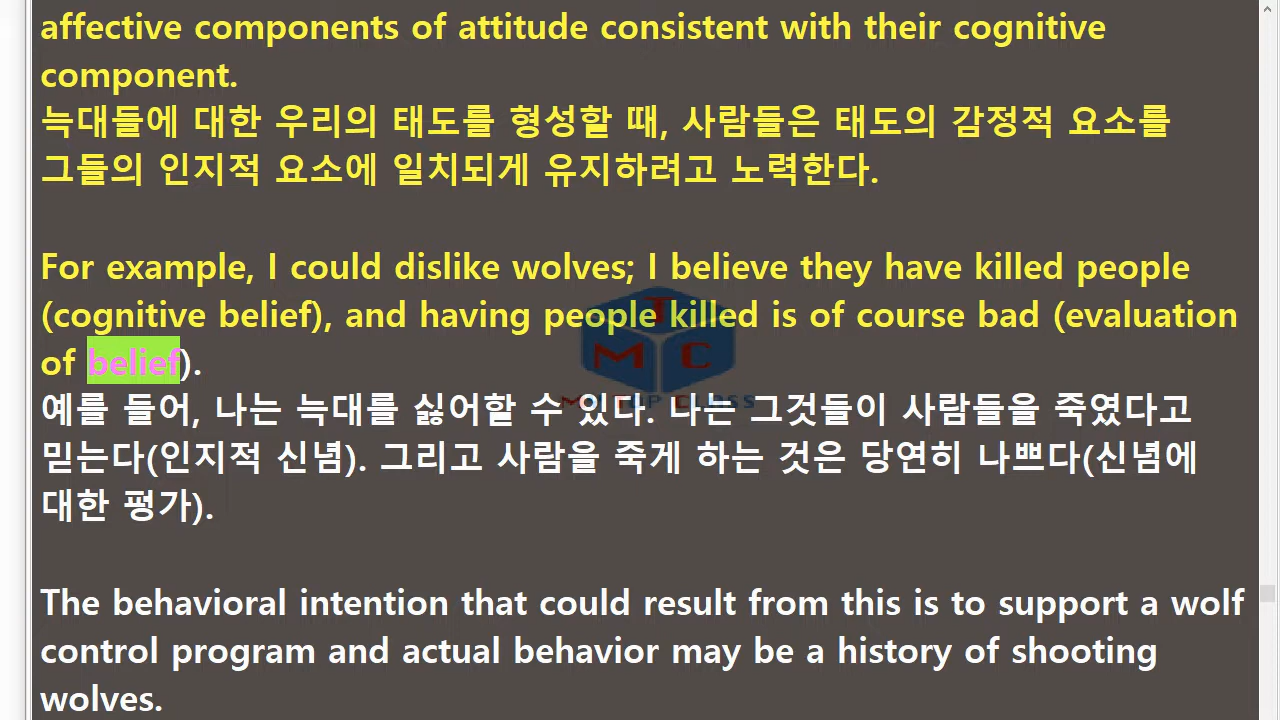 affective components of attitude consistent with their cognitive
component.
늑대들에 대한 우리의 태도를 형성할 때, 사람들은 태도의 감정적 요소를
그들의 인지적 요소에 일치되게 유지하려고 노력한다.
For example, I could dislike wolves; I believe they have killed people
(cognitive belief), and having people killed is of course bad (evaluation
of belief).
예를 들어, 나는 늑대를 싫어할 수 있다. 나는 그것들이 사람들을 죽였다고
믿는다(인지적 신념). 그리고 사람을 죽게 하는 것은 당연히 나쁘다(신념에
대한 평가).
The behavioral intention that could result from this is to support a wolf
control program and actual behavior may be a history of shooting
wolves.
T
M C
TOP CLASS